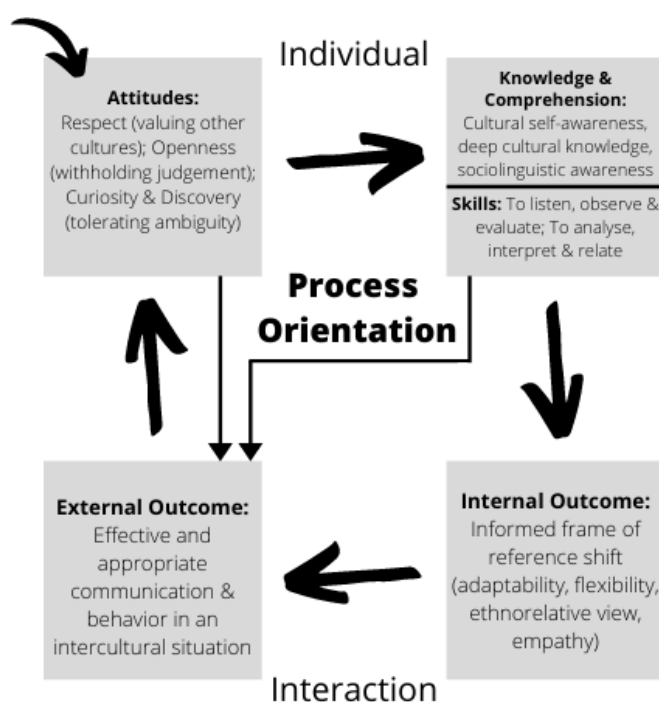 Individual
Attitudes:
Respect (valuing other
cultures); Openness
(withholding judgement);
Curiosity & Discovery
(tolerating ambiguity)
Knowledge &
Comprehension:
Cultural self-awareness,
deep cultural knowledge,
sociolinguistic awareness
Skills: To listen, observe &
evaluate; To analyse,
interpret & relate
Process
Orientation
External Outcome:
Effective and
appropriate
communication &
behavior in an
intercultural situation
Internal Outcome:
Informed frame of
reference shift
(adaptability, flexibility,
ethnorelative view,
empathy)
Interaction